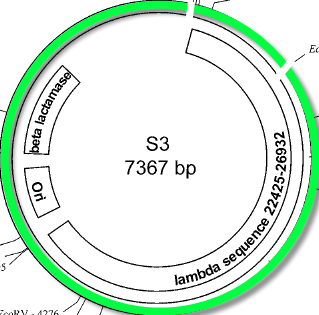 beta lactamase
S3
7367 bp
Ori
lambda sequence 22425-26932
EcoRV - 4276